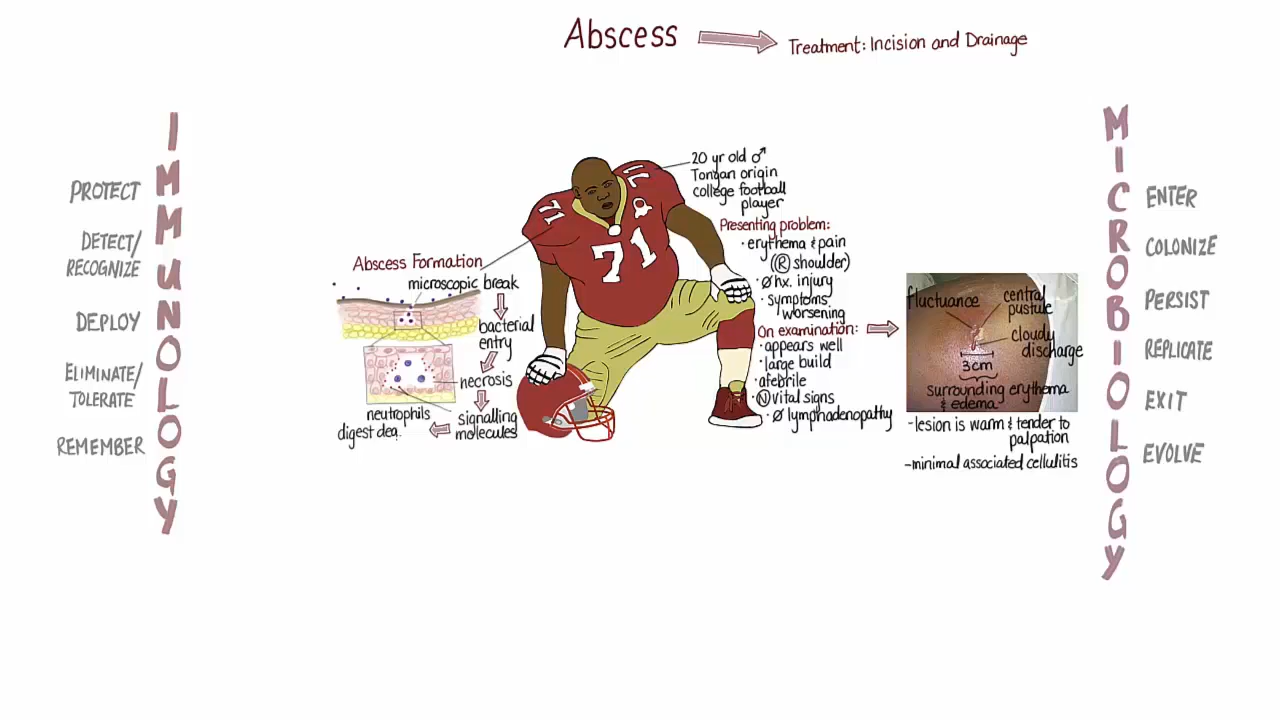 Abscess
Treatment: Incision and Drainage
IMMUNOLOGY
PROTECT
DETECT/
RECOGNIZE
DEPLOY
ELIMINATE/
TOLERATE
REMEMBER
Abscess Formation
microscopic break
bacterial
entry
necrosis
signalling
molecules
neutrophils
digest
71
71
71
20 yr old ♂
Tongan origin
college football
player
Presenting problem:
· erythema & pain
(Ⓡ shoulder)
· Ø hx. injury
· symptoms
worsening
On examination:
· appears well
· large build
· afebrile
· Ⓝ vital signs
· Ø lymphadenopathy
fluctuance
central
pustule
cloudy
discharge
3cm
surrounding erythema
& edema
-lesion is warm & tender to
palpation
-minimal associated cellulitis
MICROBIOLOGY
ENTER
COLONIZE
PERSIST
REPLICATE
EXIT
EVOLVE